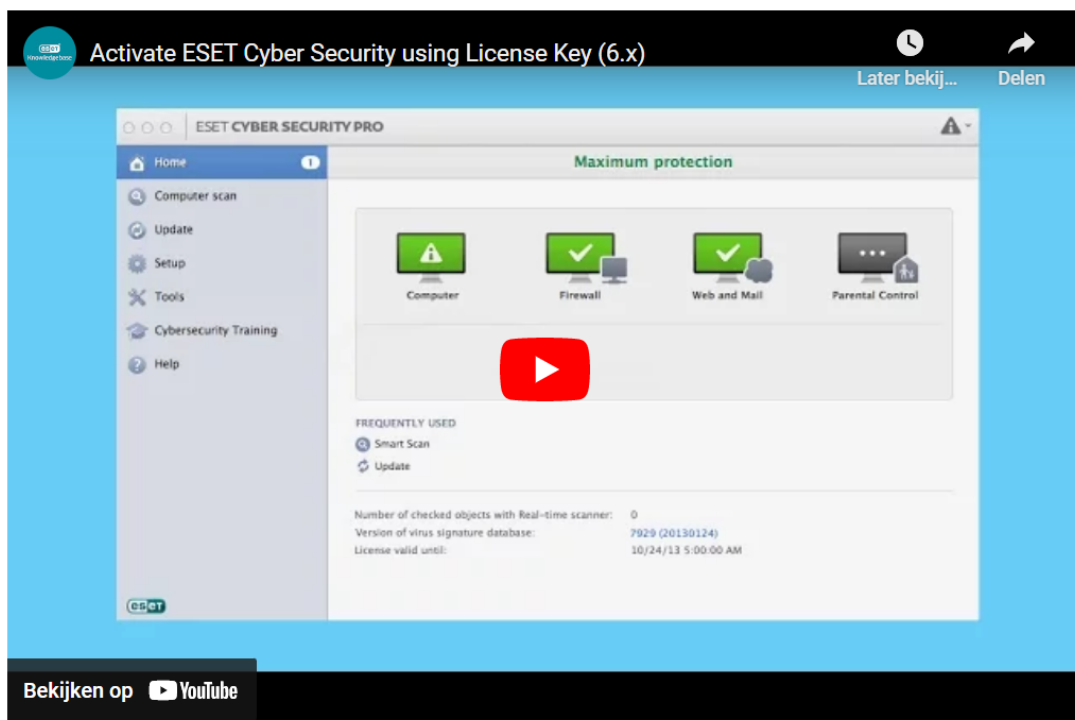 Activate ESET Cyber Security using License Key (6.x)
Later bekij...
Delen
eset
Knowledgebase
ESET CYBER SECURITY PRO
Home
1
Maximum protection
Computer scan
Update
Setup
Tools
Cybersecurity Training
Help
Computer
Firewall
Web and Mail
Parental Control
FREQUENTLY USED
Smart Scan
Update
Number of checked objects with Real-time scanner: 0
Version of virus signature database: 7929 (20130124)
License valid until: 10/24/13 5:00:00 AM
eset
Bekijken op YouTube